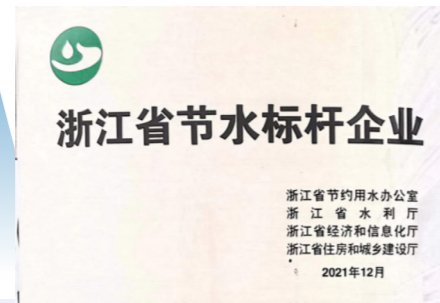 浙江省节水标杆企业
浙江省节约用水办公室
浙江省水利厅
浙江省经济和信息化厅
浙江省住房和城乡建设厅
2021年12月